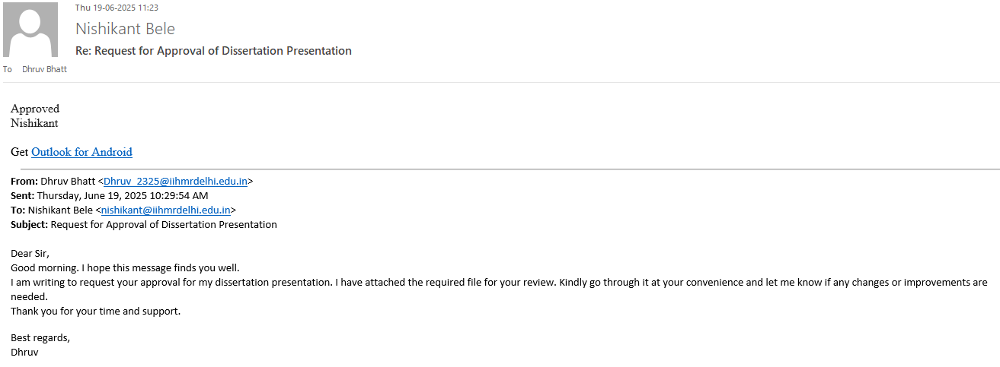 Thu 19-06-2025 11:23
Nishikant Bele
Re: Request for Approval of Dissertation Presentation
To Dhruv Bhatt
Approved
Nishikant
Get Outlook for Android
From: Dhruv Bhatt <Dhruv_2325@iihmrdelhi.edu.in>
Sent: Thursday, June 19, 2025 10:29:54 AM
To: Nishikant Bele <nishikant@iihmrdelhi.edu.in>
Subject: Request for Approval of Dissertation Presentation
Dear Sir,
Good morning. I hope this message finds you well.
I am writing to request your approval for my dissertation presentation. I have attached the required file for your review. Kindly go through it at your convenience and let me know if any changes or improvements are
needed.
Thank you for your time and support.
Best regards,
Dhruv